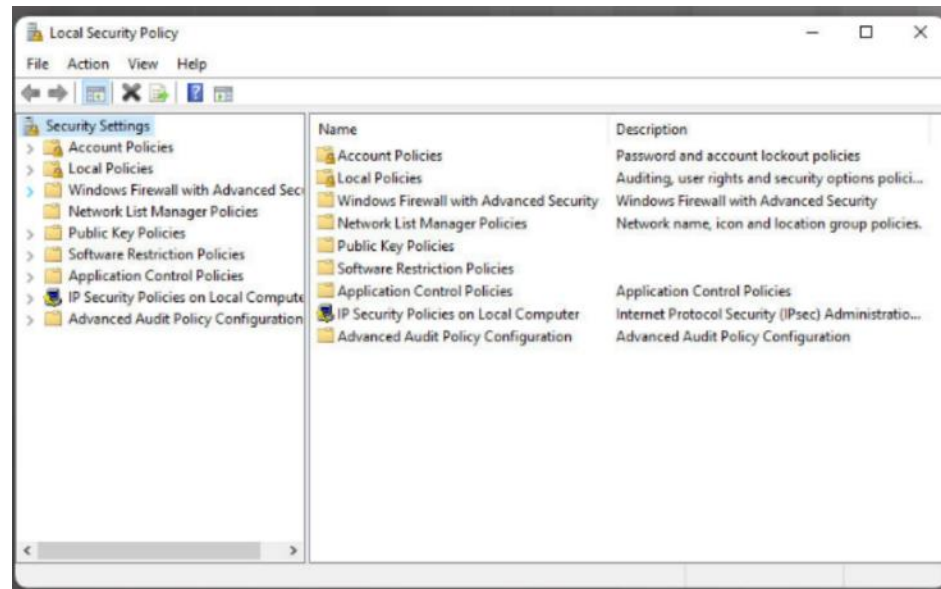 Local Security Policy
File Action View Help
Security Settings
Account Policies
Local Policies
Windows Firewall with Advanced Secu
Network List Manager Policies
Public Key Policies
Software Restriction Policies
Application Control Policies
IP Security Policies on Local Compute
Advanced Audit Policy Configuration
Name Description
Account Policies Password and account lockout policies
Local Policies Auditing, user rights and security options polici...
Windows Firewall with Advanced Security Windows Firewall with Advanced Security
Network List Manager Policies Network name, icon and location group policies.
Public Key Policies
Software Restriction Policies
Application Control Policies Application Control Policies
IP Security Policies on Local Computer Internet Protocol Security (IPsec) Administratio...
Advanced Audit Policy Configuration Advanced Audit Policy Configuration